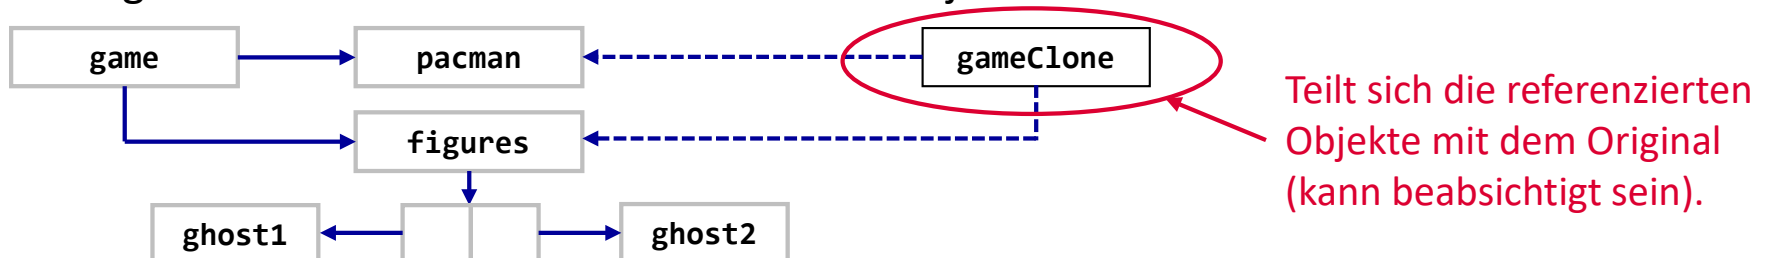 game
pacman
gameClone
figures
ghost1
ghost2
Teilt sich die referenzierten
Objekte mit dem Original
(kann beabsichtigt sein).